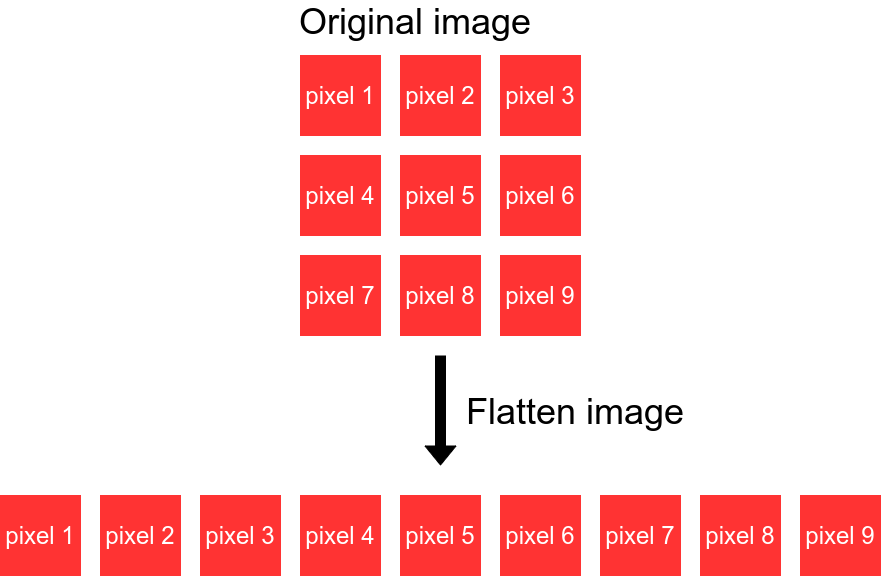 Original image
pixel 1 pixel 2 pixel 3
pixel 4 pixel 5 pixel 6
pixel 7 pixel 8 pixel 9
Flatten image
pixel 1 pixel 2 pixel 3 pixel 4 pixel 5 pixel 6 pixel 7 pixel 8 pixel 9